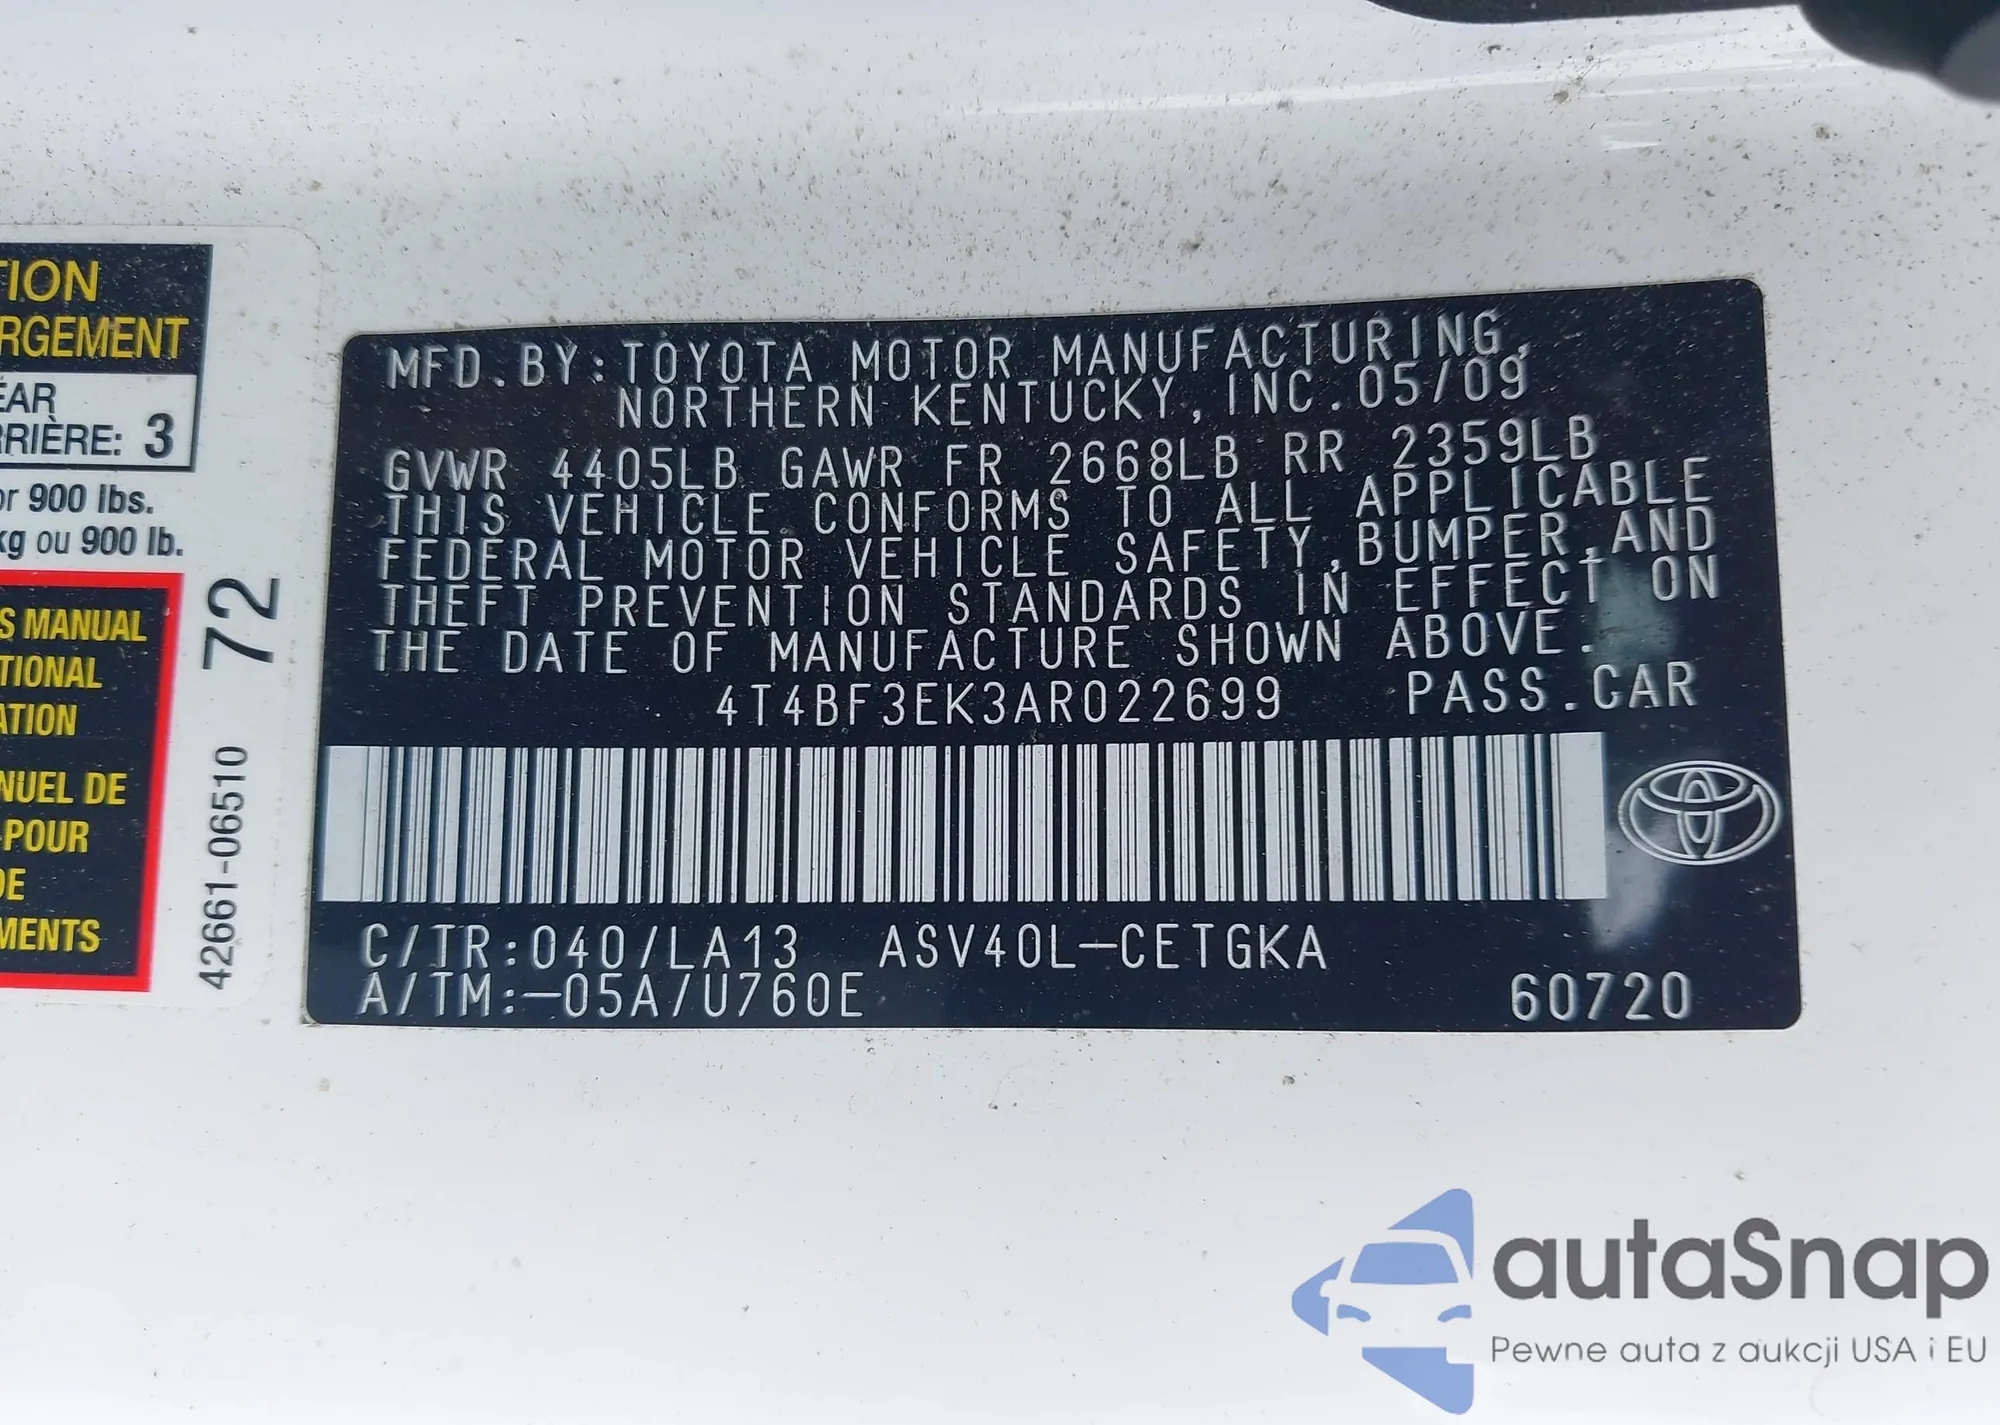 TION
RGEMENT
EAR
RRIÈRE: 3
or 900 lbs.
kg ou 900 lb.
S MANUAL
TIONAL
ATION
NUEL DE
-POUR
DE
MENTS
72
42661-06510
MFD.BY:TOYOTA MOTOR MANUFACTURING,
NORTHERN KENTUCKY,INC.05/09
GVWR 4405LB GAWR FR 2668LB RR 2359LB
THIS VEHICLE CONFORMS TO ALL APPLICABLE
FEDERAL MOTOR VEHICLE SAFETY,BUMPER,AND
THEFT PREVENTION STANDARDS IN EFFECT ON
THE DATE OF MANUFACTURE SHOWN ABOVE.
4T4BF3EK3AR022699 PASS.CAR
C/TR:040/LA13 ASV40L-CETGKA
A/TM:-05A/U760E 60720
autaSnap
Pewne auta z aukcji USA i EU